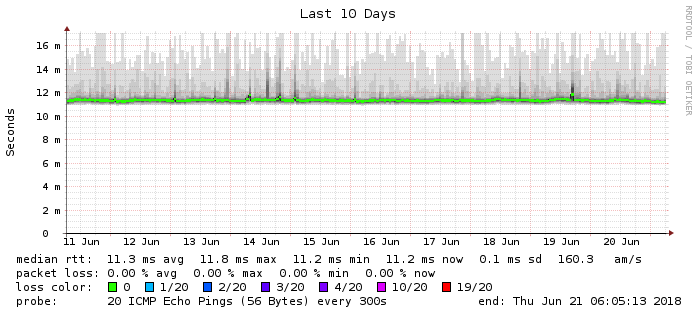 Last 10 Days
RRDTOOL / TOBI OETIKER
Seconds
16 m
14 m
12 m
10 m
8 m
6 m
4 m
2 m
0
11 Jun 12 Jun 13 Jun 14 Jun 15 Jun 16 Jun 17 Jun 18 Jun 19 Jun 20 Jun
median rtt: 11.3 ms avg 11.8 ms max 11.2 ms min 11.2 ms now 0.1 ms sd 160.3 am/s
packet loss: 0.00 % avg 0.00 % max 0.00 % min 0.00 % now
loss color: 0 1/20 2/20 3/20 4/20 10/20 19/20
probe: 20 ICMP Echo Pings (56 Bytes) every 300s end: Thu Jun 21 06:05:13 2018